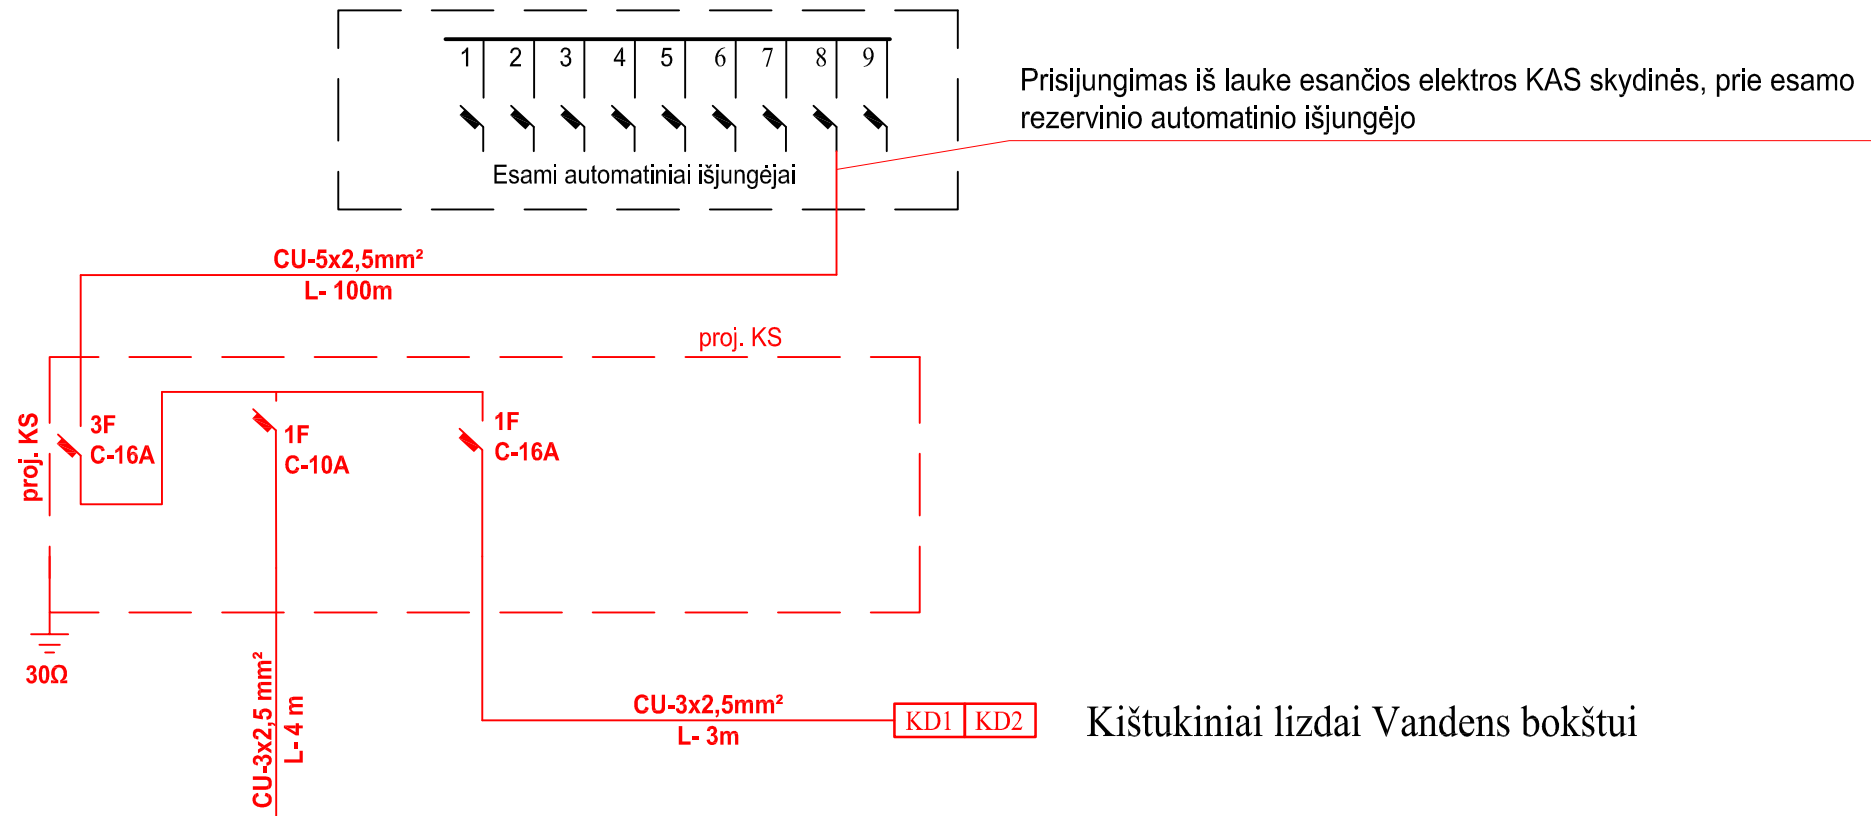 1 2 3 4 5 6 7 8 9
Prisijungimas iš lauke esančios elektros KAS skydinės, prie esamo
rezervinio automatinio išjungėjo
Esami automatiniai išjungėjai
CU-5x2,5mm²
L- 100m
proj. KS
proj. KS
3F
C-16A
1F
C-10A
1F
C-16A
30Ω
CU-3x2,5 mm²
L- 4 m
CU-3x2,5mm²
L- 3m
KD1 KD2
Kištukiniai lizdai Vandens bokštui